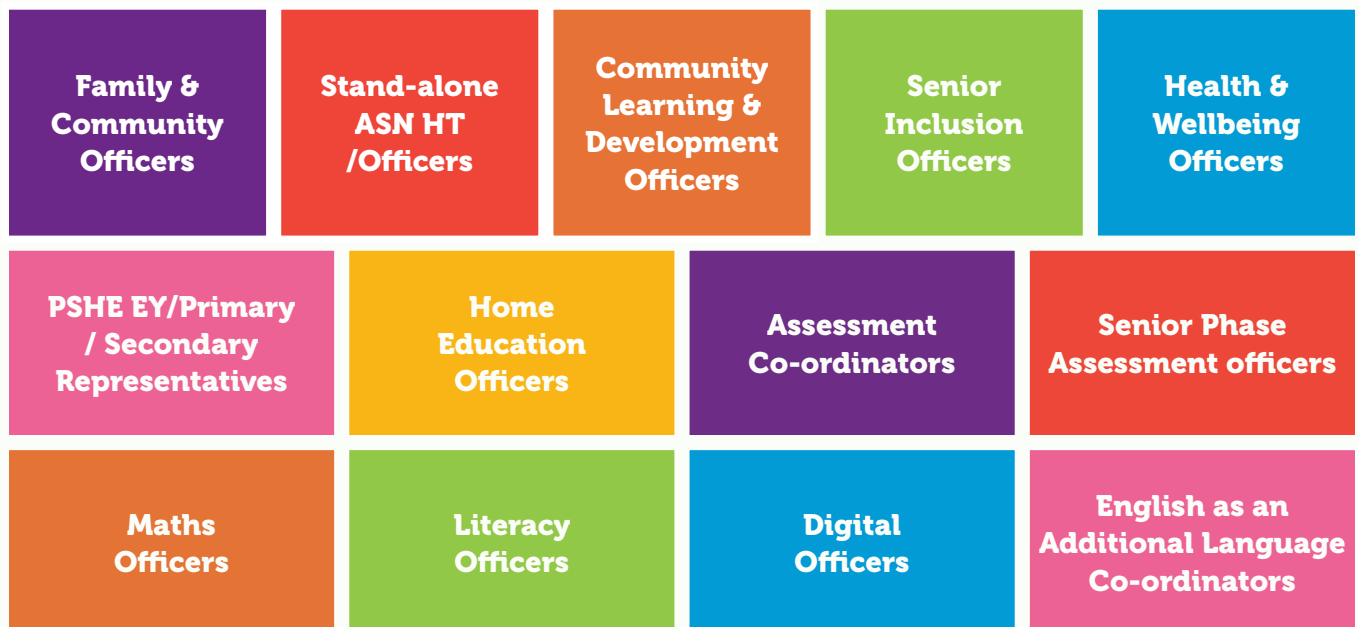 Family &
Community
Officers
Stand-alone
ASN HT
/Officers
Community
Learning &
Development
Officers
Senior
Inclusion
Officers
Health &
Wellbeing
Officers
PSHE EY/Primary
/ Secondary
Representatives
Home
Education
Officers
Assessment
Co-ordinators
Senior Phase
Assessment officers
Maths
Officers
Literacy
Officers
Digital
Officers
English as an
Additional Language
Co-ordinators